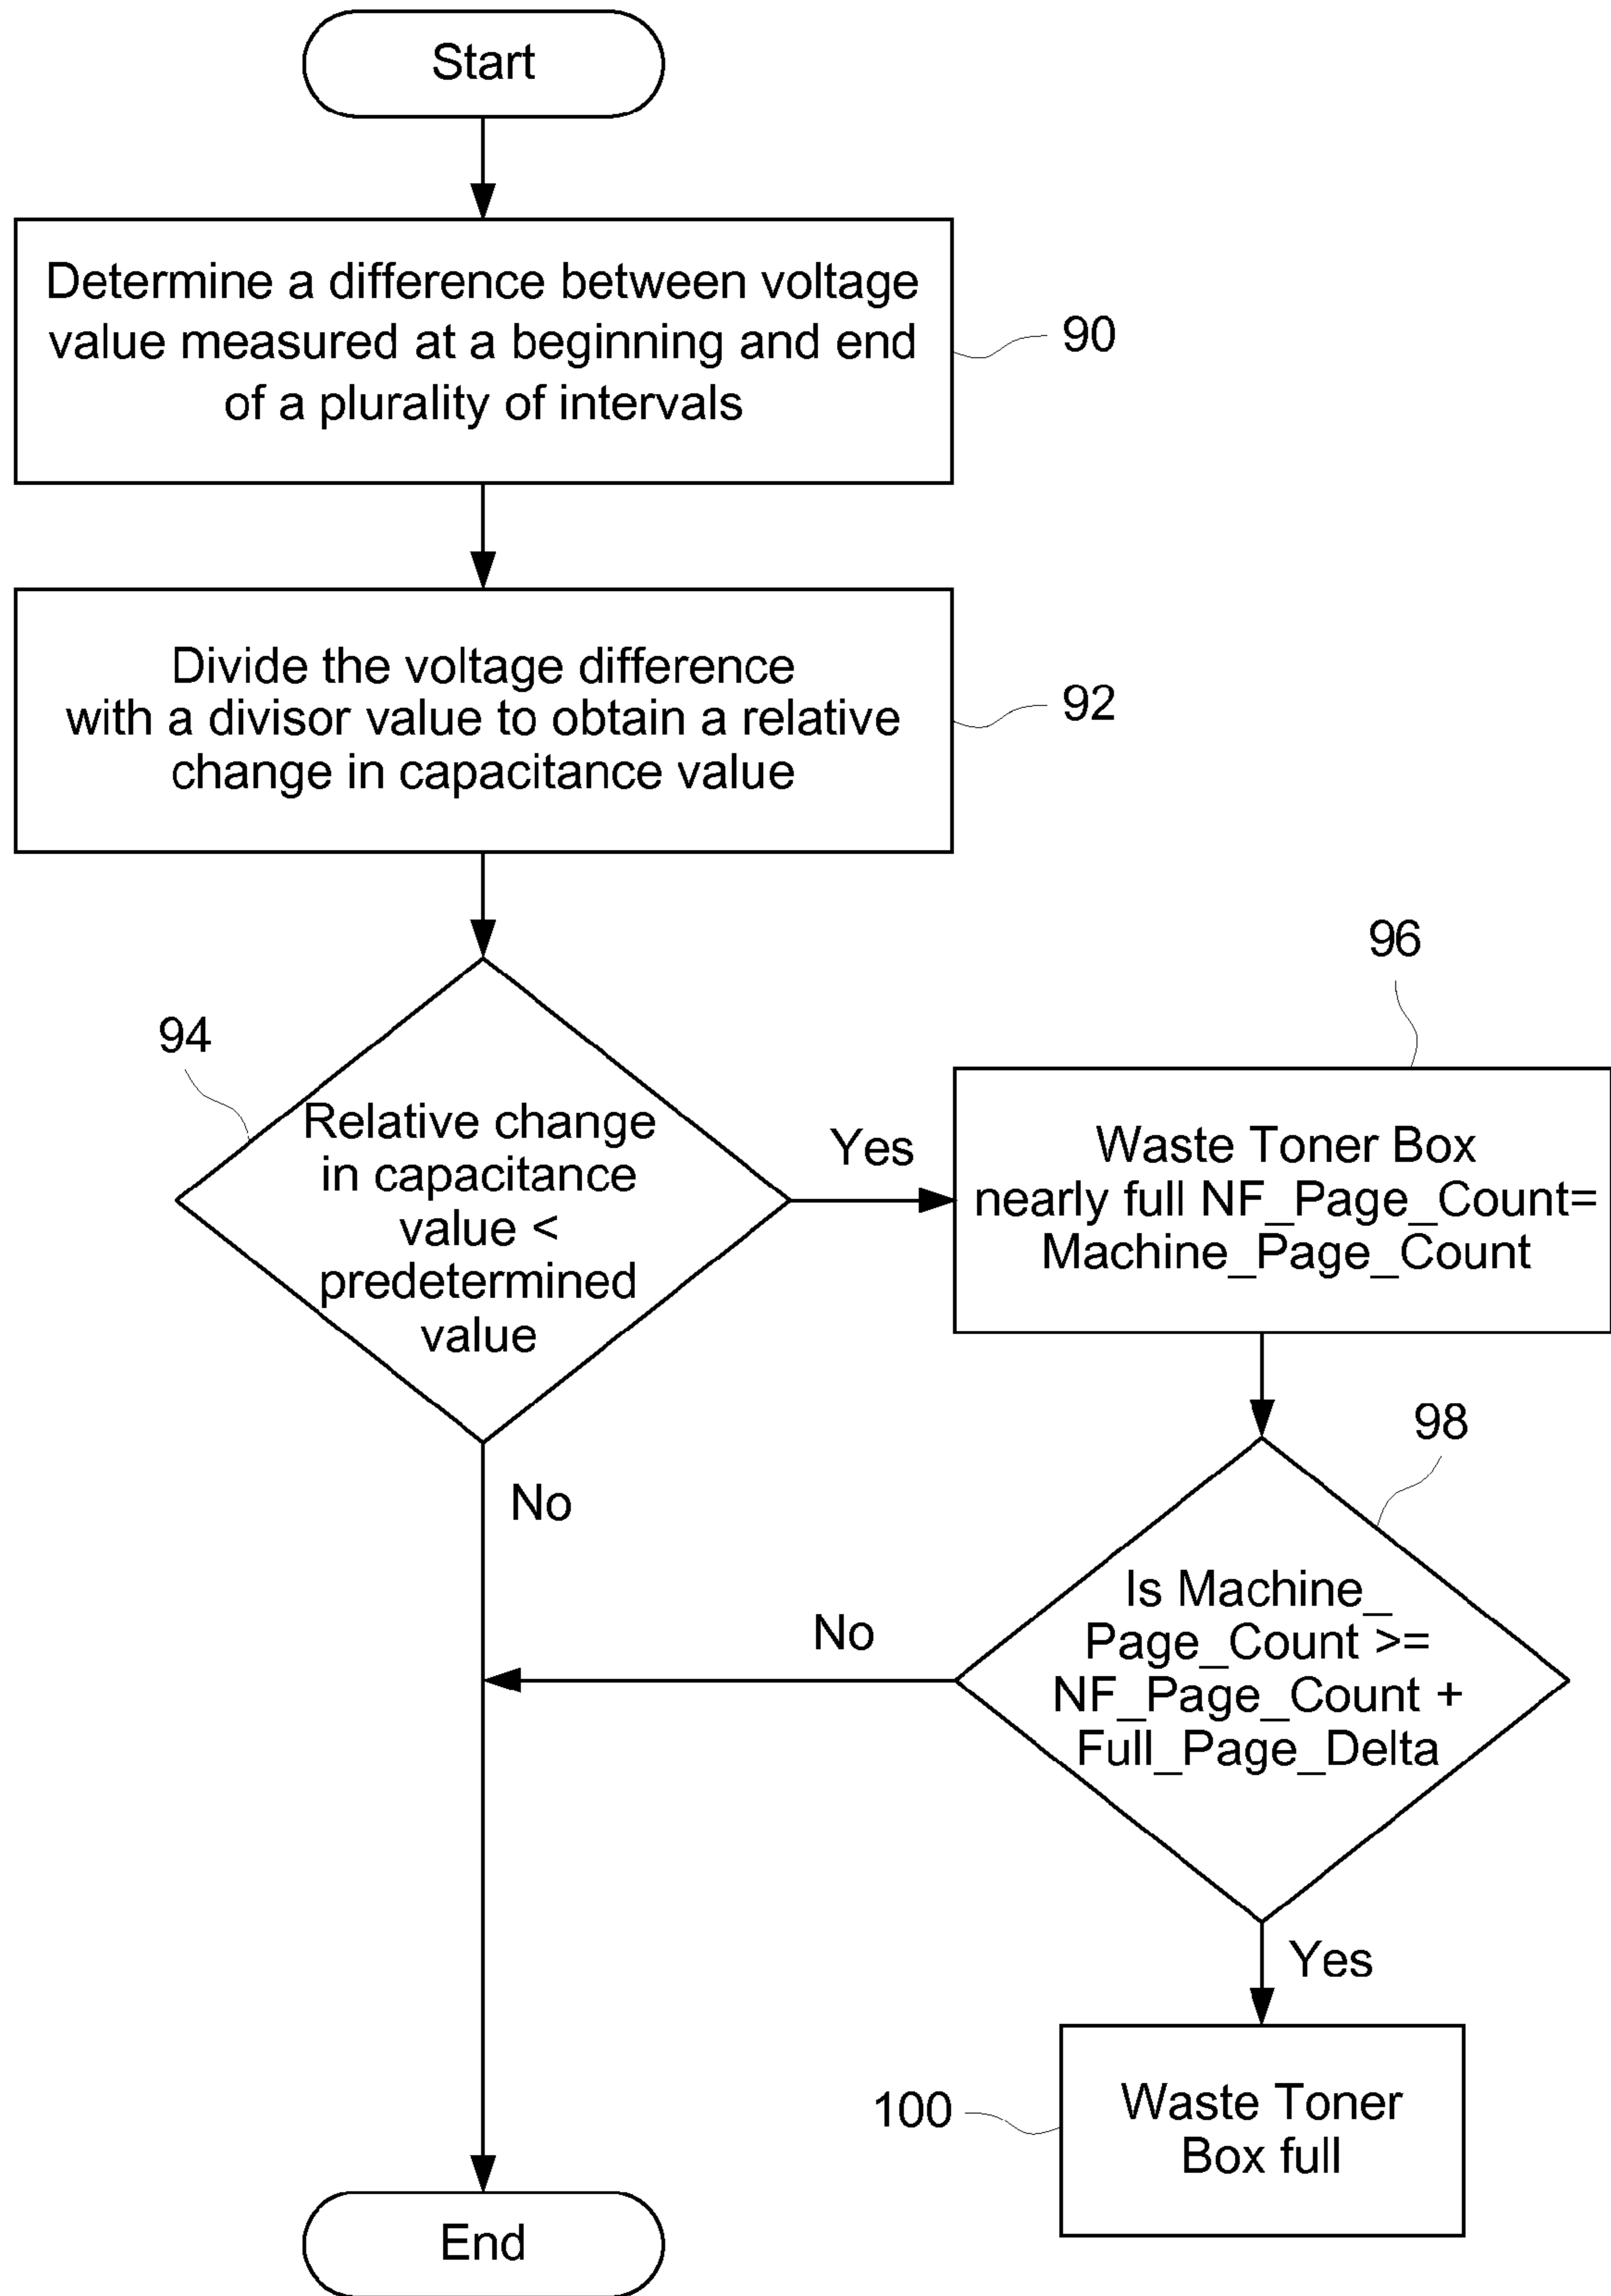 Start
Determine a difference between voltage
value measured at a beginning and end
of a plurality of intervals
90
Divide the voltage difference
with a divisor value to obtain a relative
change in capacitance value
92
94
Relative change
in capacitance
value <
predetermined
value
Yes
No
96
Waste Toner Box
nearly full NF_Page_Count=
Machine_Page_Count
98
Is Machine_
Page_Count >=
NF_Page_Count +
Full_Page_Delta
No
Yes
100
Waste Toner
Box full
End